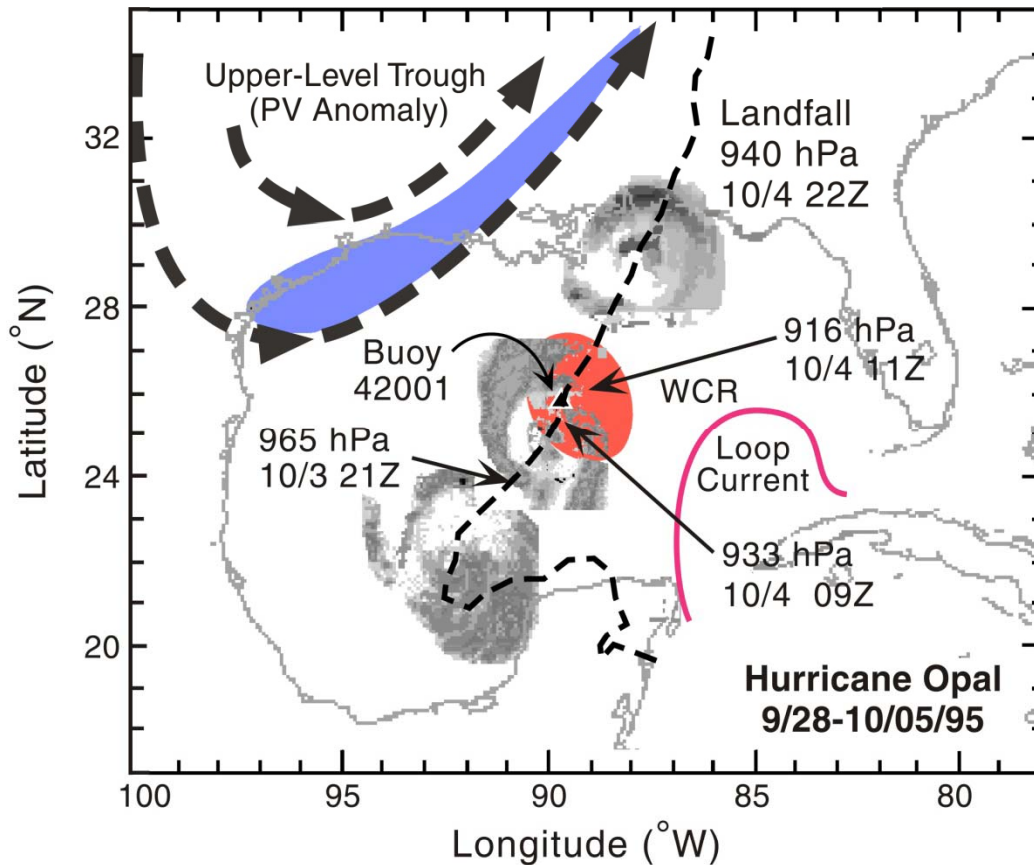 Upper-Level Trough
(PV Anomaly)
Landfall
940 hPa
10/4 22Z
32
28
24
20
Latitude (°N)
Buoy
42001
916 hPa
10/4 11Z
WCR
965 hPa
10/3 21Z
Loop
Current
933 hPa
10/4 09Z
Hurricane Opal
9/28-10/05/95
100
95
90
85
80
Longitude (°W)